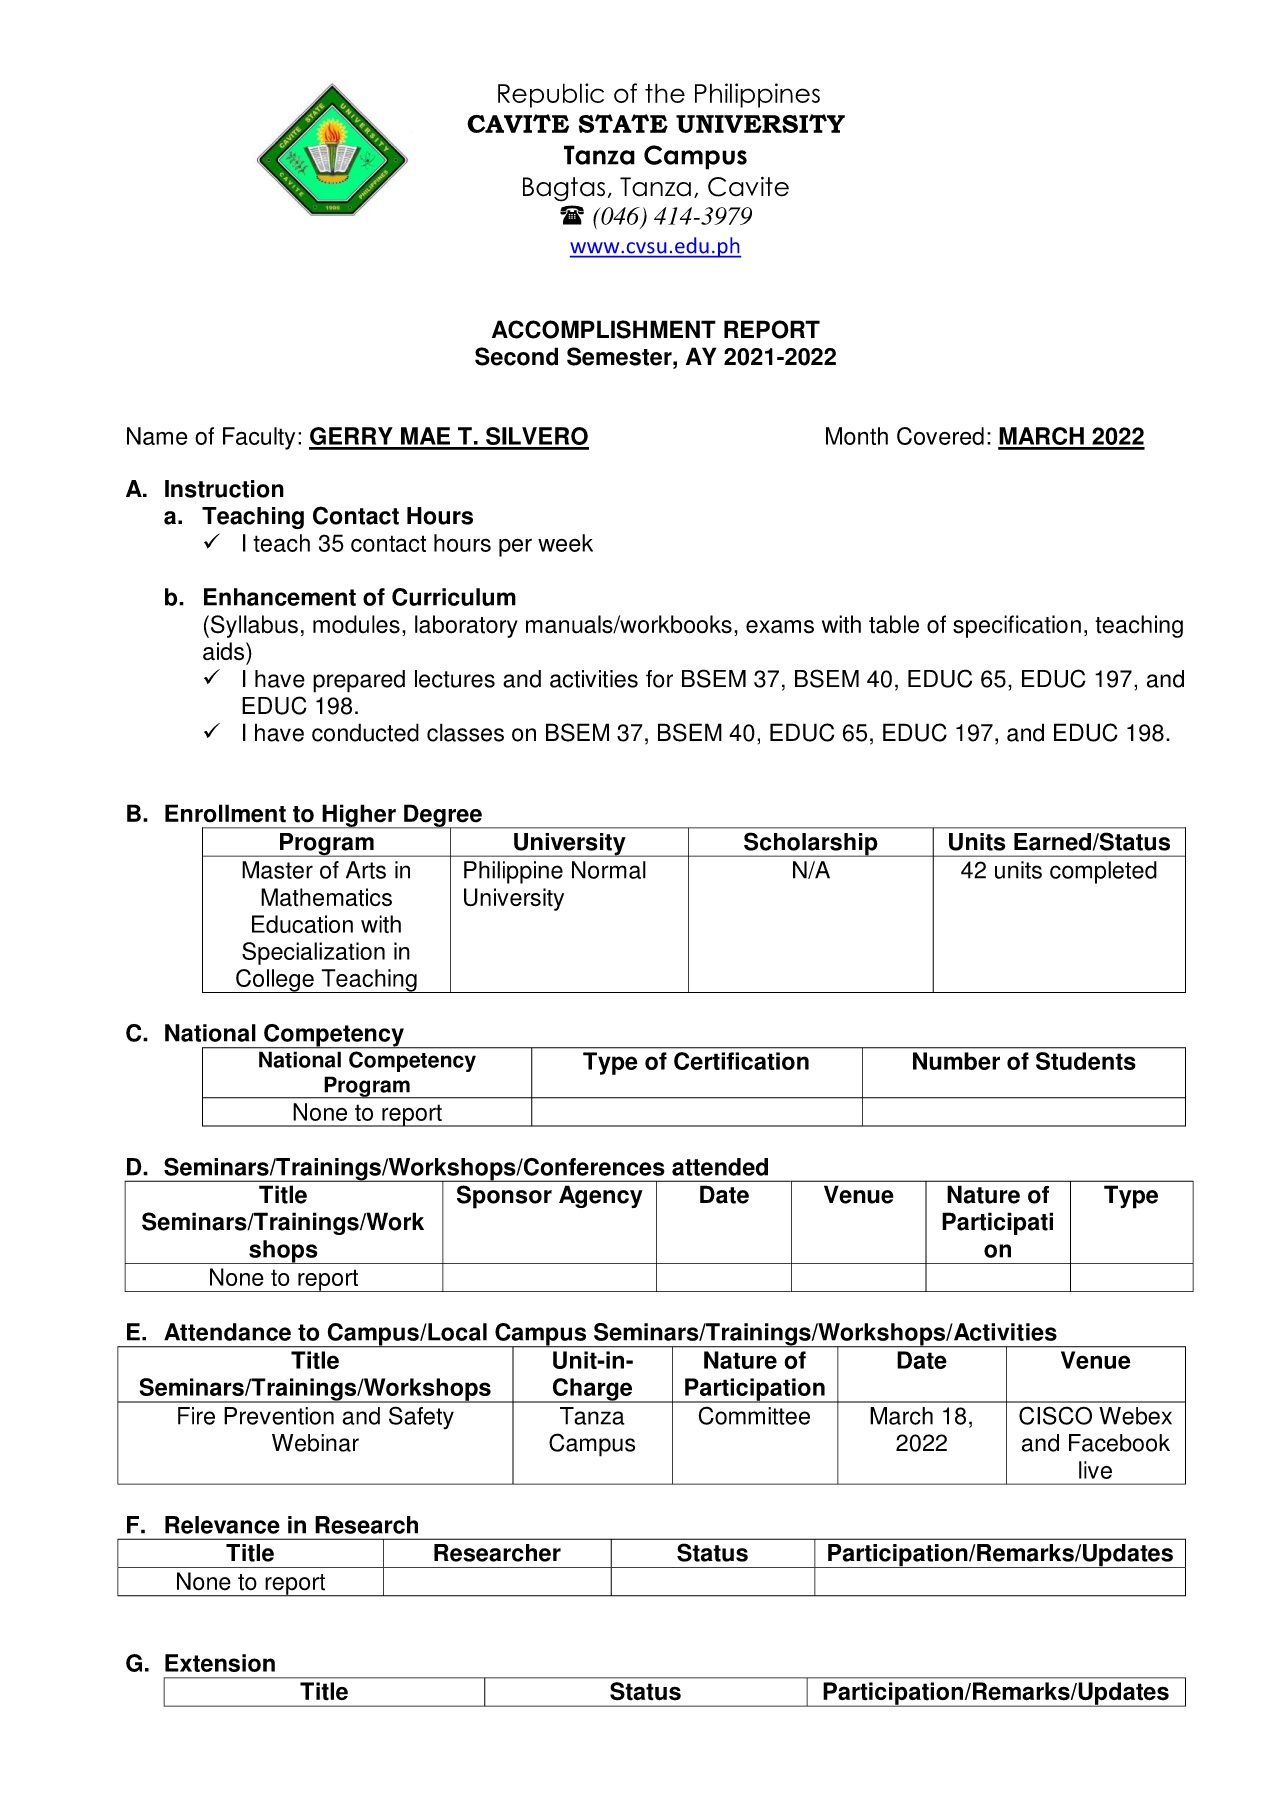 Republic of the Philippines
CAVITE STATE UNIVERSITY
Tanza Campus
Bagtas, Tanza, Cavite
☎ (046) 414-3979
www.cvsu.edu.ph
CAVITE STATE UNIVERSITY
CAVITE PHILIPPINES
ACCOMPLISHMENT REPORT
Second Semester, AY 2021-2022
Name of Faculty: GERRY MAE T. SILVERO Month Covered: MARCH 2022
A. Instruction
a. Teaching Contact Hours
✓ I teach 35 contact hours per week
b. Enhancement of Curriculum
(Syllabus, modules, laboratory manuals/workbooks, exams with table of specification, teaching
aids)
✓ I have prepared lectures and activities for BSEM 37, BSEM 40, EDUC 65, EDUC 197, and
EDUC 198.
✓ I have conducted classes on BSEM 37, BSEM 40, EDUC 65, EDUC 197, and EDUC 198.
B. Enrollment to Higher Degree
Program University Scholarship Units Earned/Status
Master of Arts in Philippine Normal N/A 42 units completed
Mathematics University
Education with
Specialization in
College Teaching
C. National Competency
National Competency Type of Certification Number of Students
Program
None to report
D. Seminars/Trainings/Workshops/Conferences attended
Title Sponsor Agency Date Venue Nature of Type
Seminars/Trainings/Work Participati
shops on
None to report
E. Attendance to Campus/Local Campus Seminars/Trainings/Workshops/Activities
Title Unit-in- Nature of Date Venue
Seminars/Trainings/Workshops Charge Participation
Fire Prevention and Safety Tanza Committee March 18, CISCO Webex
Webinar Campus 2022 and Facebook
live
F. Relevance in Research
Title Researcher Status Participation/Remarks/Updates
None to report
G. Extension
Title Status Participation/Remarks/Updates